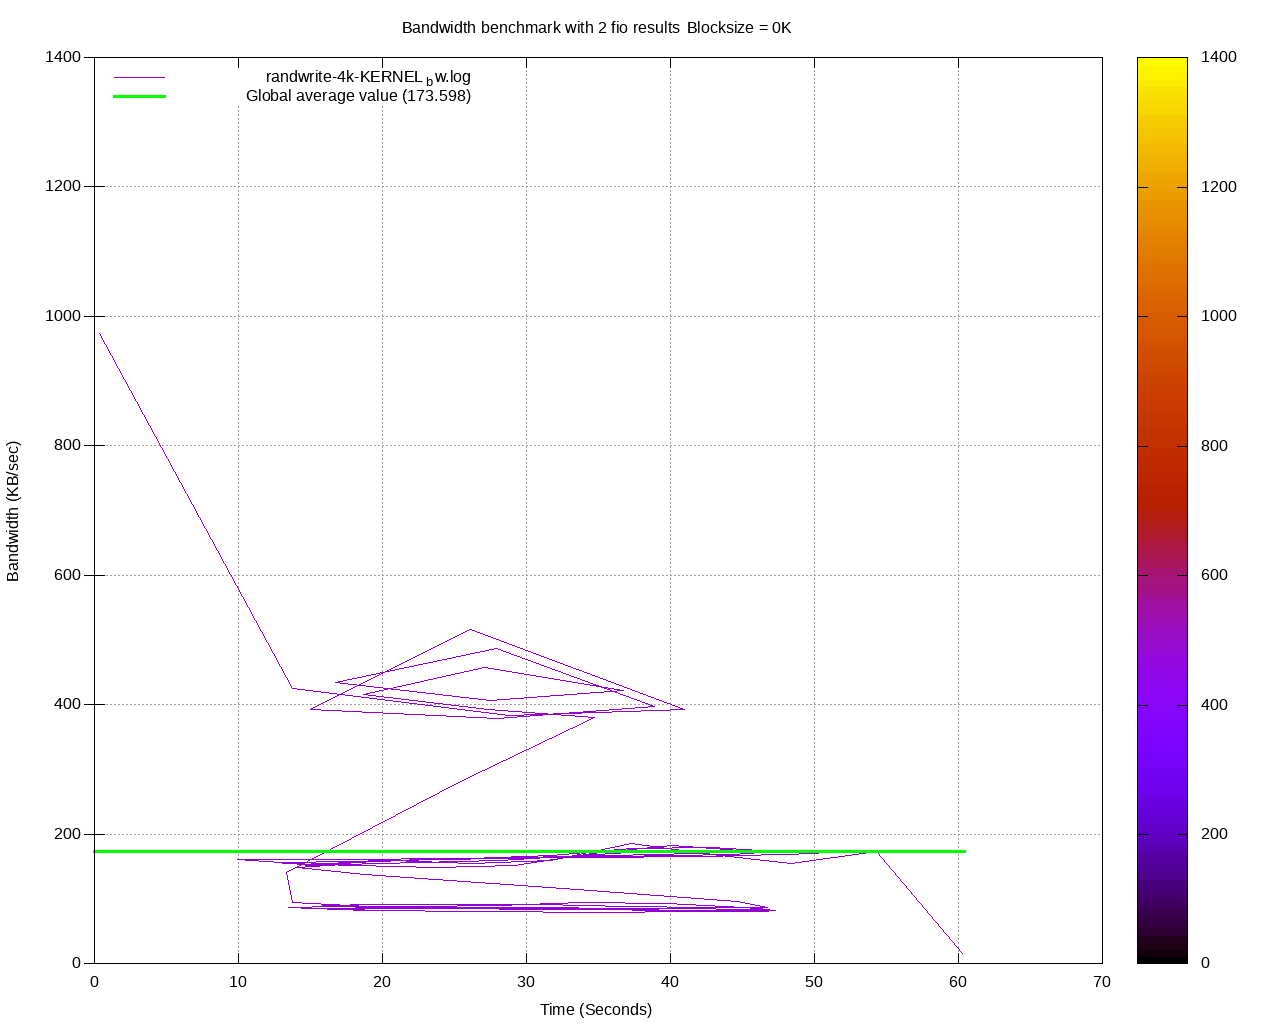 Bandwidth benchmark with 2 fio results Blocksize = 0K
randwrite-4k-KERNELbw.log
Global average value (173.598)
1400
1200
1000
800
600
400
200
0
0 10 20 30 40 50 60 70
Time (Seconds)
Bandwidth (KB/sec)
1400
1200
1000
800
600
400
200
0